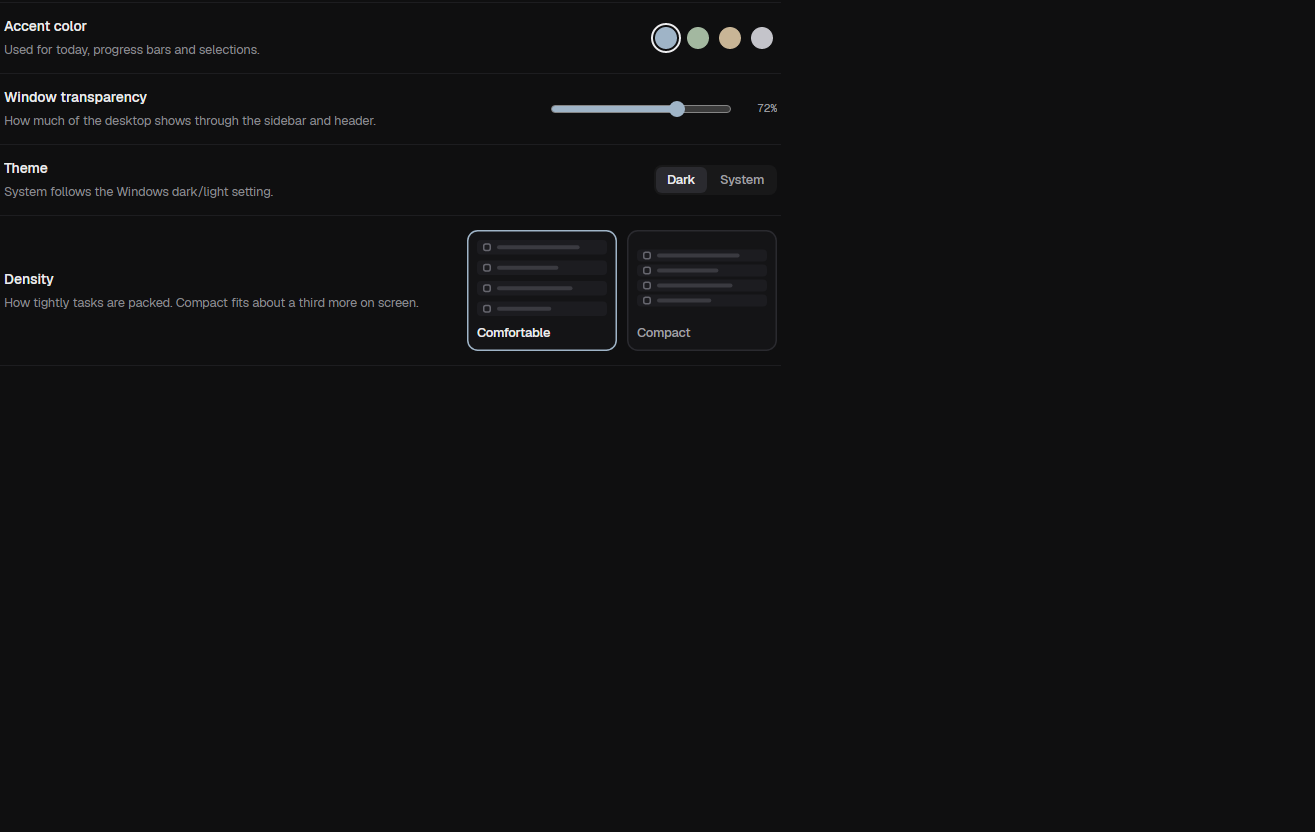 Accent color
Used for today, progress bars and selections.
Window transparency
How much of the desktop shows through the sidebar and header.
72%
Theme
System follows the Windows dark/light setting.
Dark
System
Density
How tightly tasks are packed. Compact fits about a third more on screen.
Comfortable
Compact